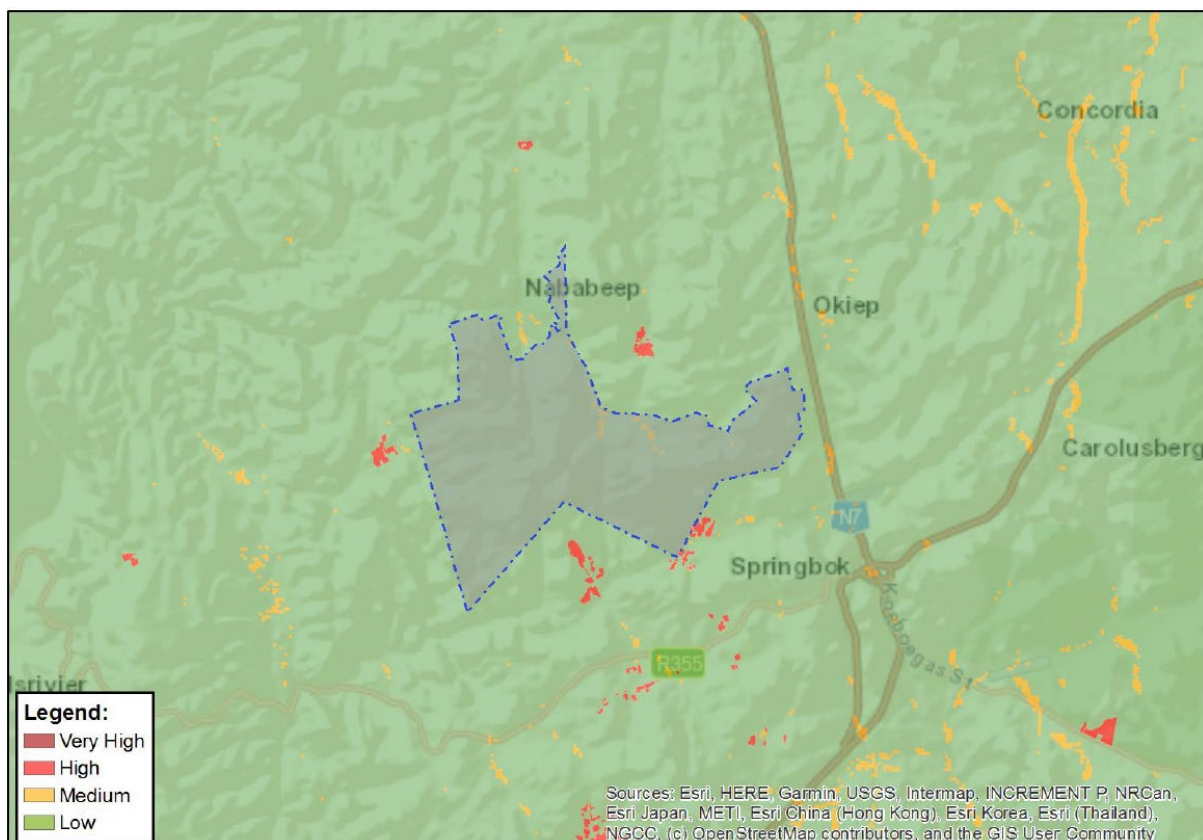 Concordia
Nababeep
Okiep
Carolusberg
N7
Springbok
Koeboegas St
R355
lsrivier
Legend:
Very High
High
Medium
Low
Sources: Esri, HERE, Garmin, USGS, Intermap, INCREMENT P, NRCan,
Esri Japan, METI, Esri China (Hong Kong), Esri Korea, Esri (Thailand),
NGCC, (c) OpenStreetMap contributors, and the GIS User Community